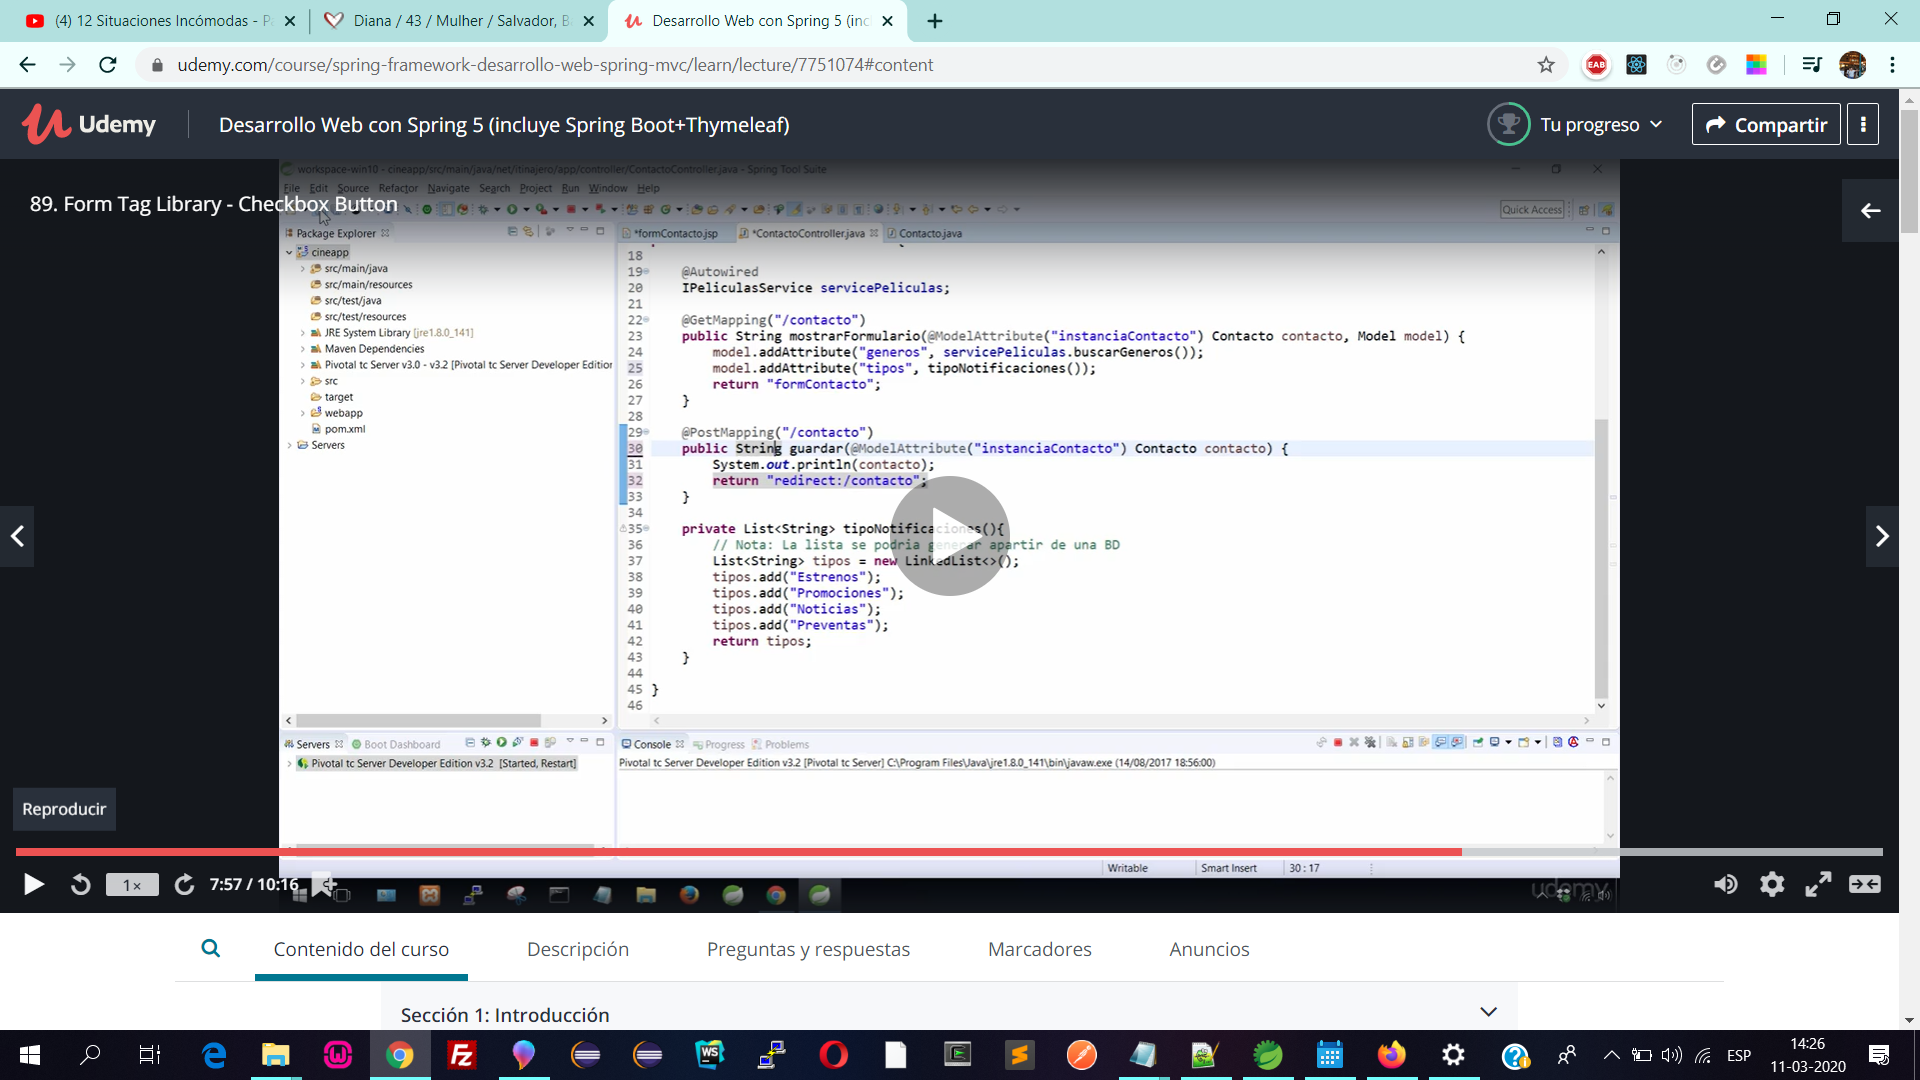 (4) 12 Situaciones Incómodas - P
Diana / 43 / Mulher / Salvador, B
Desarrollo Web con Spring 5 (inc
udemy.com/course/spring-framework-desarrollo-web-spring-mvc/learn/lecture/7751074#content
EAB
Udemy
Desarrollo Web con Spring 5 (incluye Spring Boot+Thymeleaf)
Tu progreso
Compartir
workspace-win10 - cineapp/src/main/java/net/itinajero/app/controller/ContactoController.java - Spring Tool Suite
File Edit Source Refactor Navigate Search Project Run Window Help
89. Form Tag Library - Checkbox Button
Quick Access
Package Explorer
*formContacto.jsp
*ContactoController.java
Contacto.java
cineapp
src/main/java
src/main/resources
src/test/java
src/test/resources
JRE System Library [jre1.8.0_141]
Maven Dependencies
Pivotal tc Server v3.0 - v3.2 [Pivotal tc Server Developer Edition
src
target
webapp
pom.xml
Servers
18
19 @Autowired
20 IPeliculasService servicePeliculas;
21
22 @GetMapping("/contacto")
23 public String mostrarFormulario(@ModelAttribute("instanciaContacto") Contacto contacto, Model model) {
24 model.addAttribute("generos", servicePeliculas.buscarGeneros());
25 model.addAttribute("tipos", tipoNotificaciones());
26 return "formContacto";
27 }
28
29 @PostMapping("/contacto")
30 public String guardar(@ModelAttribute("instanciaContacto") Contacto contacto) {
31 System.out.println(contacto);
32 return "redirect:/contacto";
33 }
34
35 private List<String> tipoNotificaciones(){
36 // Nota: La lista se podria generar apartir de una BD
37 List<String> tipos = new LinkedList<>();
38 tipos.add("Estrenos");
39 tipos.add("Promociones");
40 tipos.add("Noticias");
41 tipos.add("Preventas");
42 return tipos;
43 }
44
45 }
46
Servers
Boot Dashboard
Console
Progress
Problems
Pivotal tc Server Developer Edition v3.2 [Started, Restart]
Pivotal tc Server Developer Edition v3.2 [Pivotal tc Server] C:\Program Files\Java\jre1.8.0_141\bin\javaw.exe (14/08/2017 18:56:00)
Reproducir
Writable
Smart Insert
30 : 17
1×
7:57 / 10:16
udemy
Contenido del curso
Descripción
Preguntas y respuestas
Marcadores
Anuncios
Sección 1: Introducción
ESP
14:26
11-03-2020